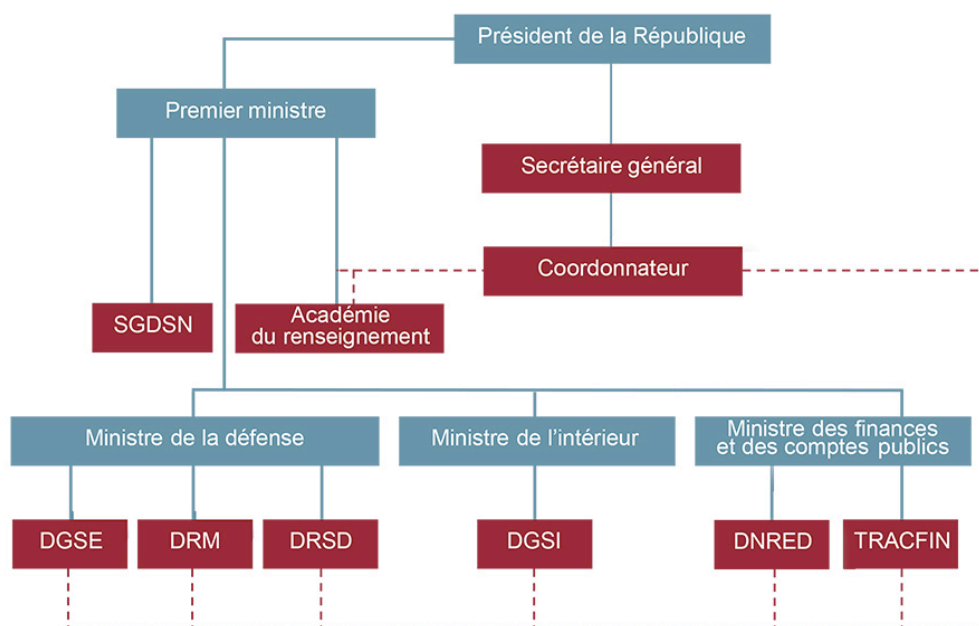 Président de la République
Premier ministre
Secrétaire général
Coordonnateur
SGDSN
Académie
du renseignement
Ministre de la défense
Ministre de l'intérieur
Ministre des finances
et des comptes publics
DGSE
DRM
DRSD
DGSI
DNRED
TRACFIN